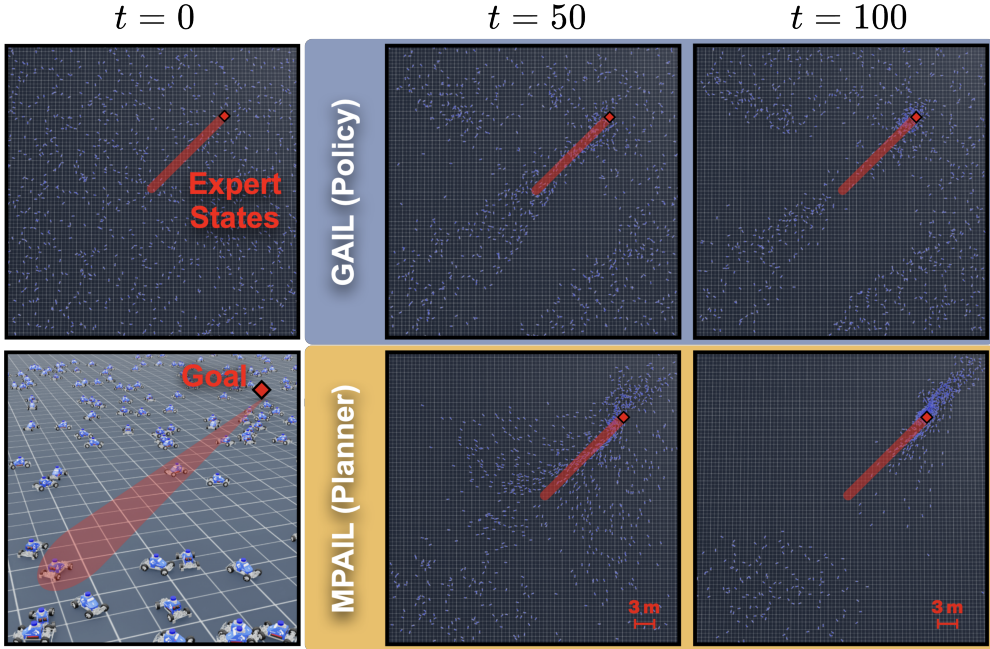 t = 0
t = 50
t = 100
Expert
States
GAIL (Policy)
Goal
MPAIL (Planner)
3 m
3 m